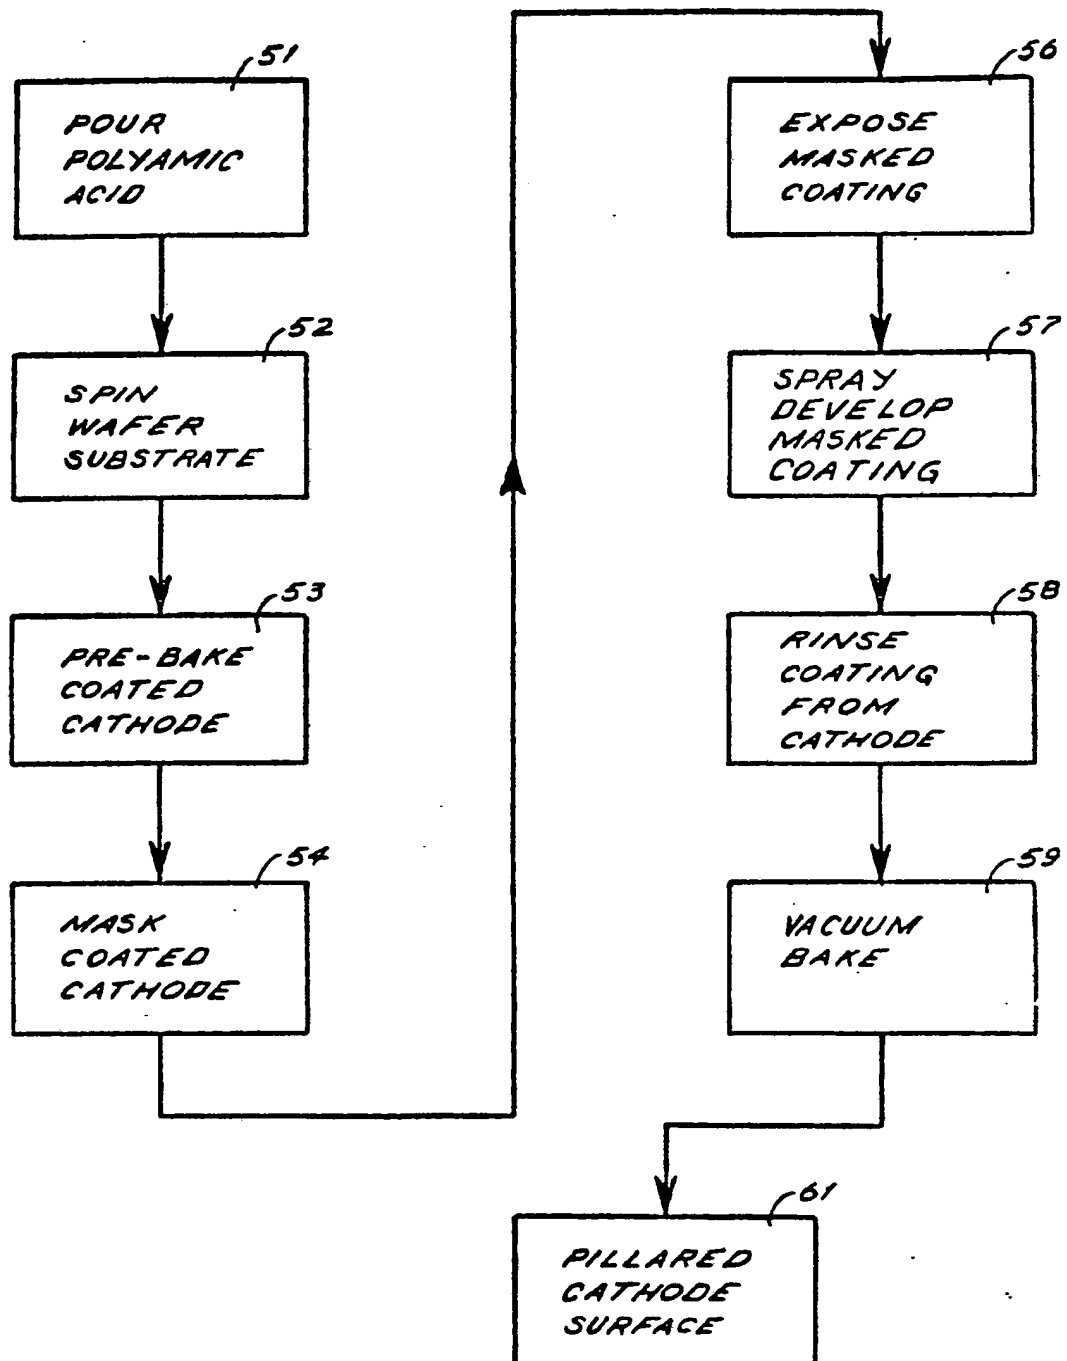 51
POUR
POLYAMIC
ACID
52
SPIN
WAFER
SUBSTRATE
53
PRE-BAKE
COATED
CATHODE
54
MASK
COATED
CATHODE
56
EXPOSE
MASKED
COATING
57
SPRAY
DEVELOP
MASKED
COATING
58
RINSE
COATING
FROM
CATHODE
59
VACUUM
BAKE
61
PILLARED
CATHODE
SURFACE